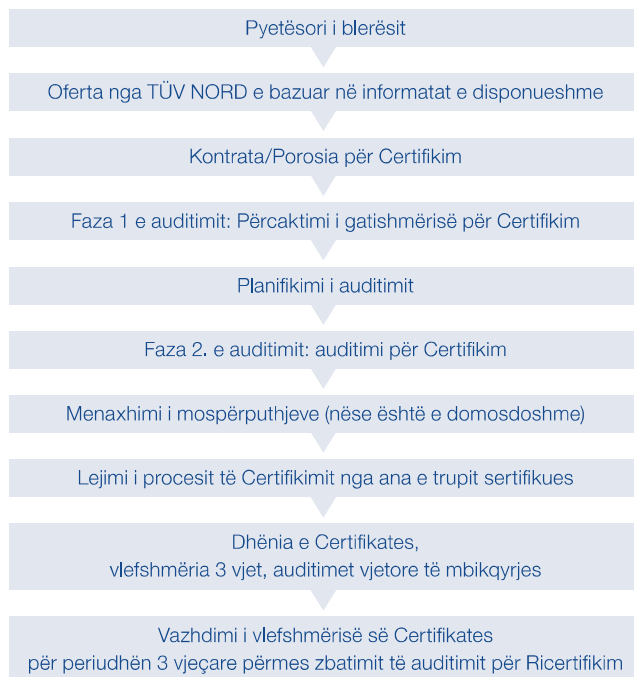 Pyetësori i blerësit
Oferta nga TÜV NORD e bazuar në informatat e disponueshme
Kontrata/Porosia për Certifikim
Faza 1 e auditimit: Përcaktimi i gatishmërisë për Certifikim
Planifikimi i auditimit
Faza 2. e auditimit: auditimi për Certifikim
Menaxhimi i mospërputhjeve (nëse është e domosdoshme)
Lejimi i procesit të Certifikimit nga ana e trupit sertifikues
Dhënia e Certifikates,
vlefshmëria 3 vjet, auditimet vjetore të mbikqyrjes
Vazhdimi i vlefshmërisë së Certifikates
për periudhën 3 vjeçare përmes zbatimit të auditimit për Ricertifikim